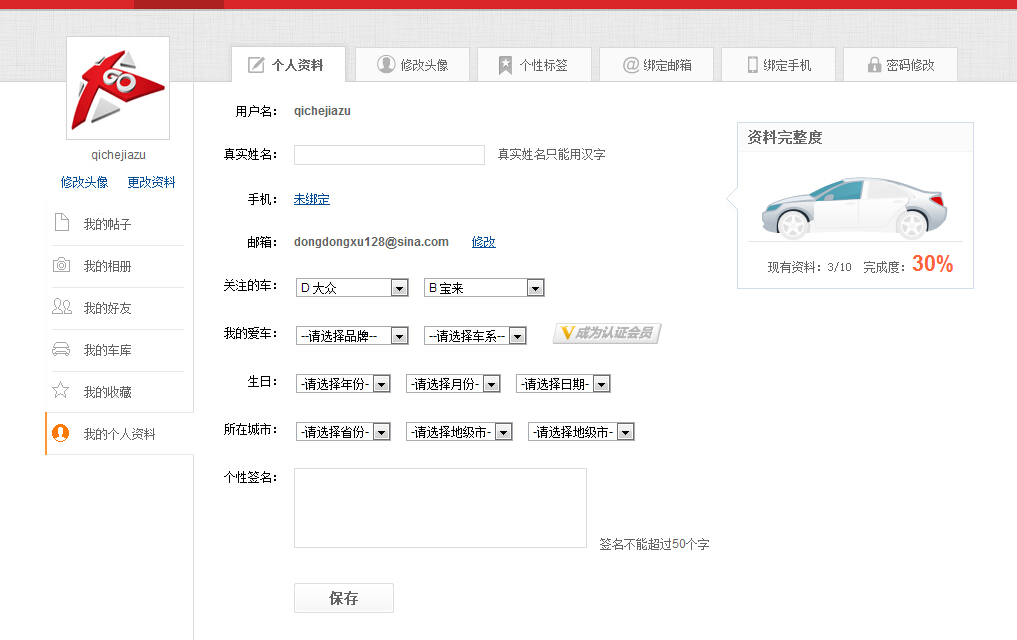 GO
qichejiazu
修改头像 更改资料
我的帖子
我的相册
我的好友
我的车库
我的收藏
我的个人资料
个人资料 修改头像 个性标签 @绑定邮箱 绑定手机 密码修改
用户名： qichejiazu
真实姓名： 真实姓名只能用汉字
手机： 未绑定
邮箱： dongdongxu128@sina.com 修改
关注的车： D 大众 B 宝来
我的爱车： --请选择品牌-- --请选择车系-- V成为认证会员
生日： -请选择年份- -请选择月份- -请选择日期-
所在城市： -请选择省份- -请选择地级市- -请选择地级市-
个性签名：
签名不能超过50个字
保存
资料完整度
现有资料：3/10 完成度：30%